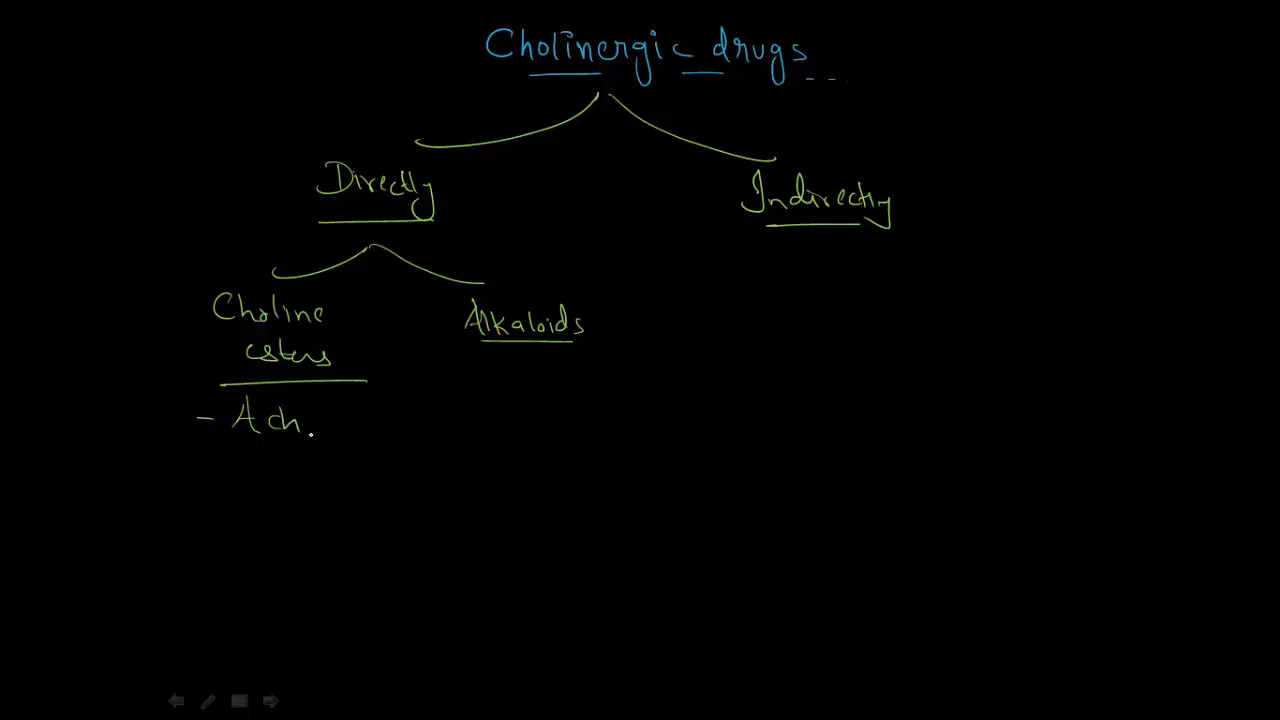 Cholinergic drugs
Directly
Indirectly
Choline
esters
Alkaloids
- Ach